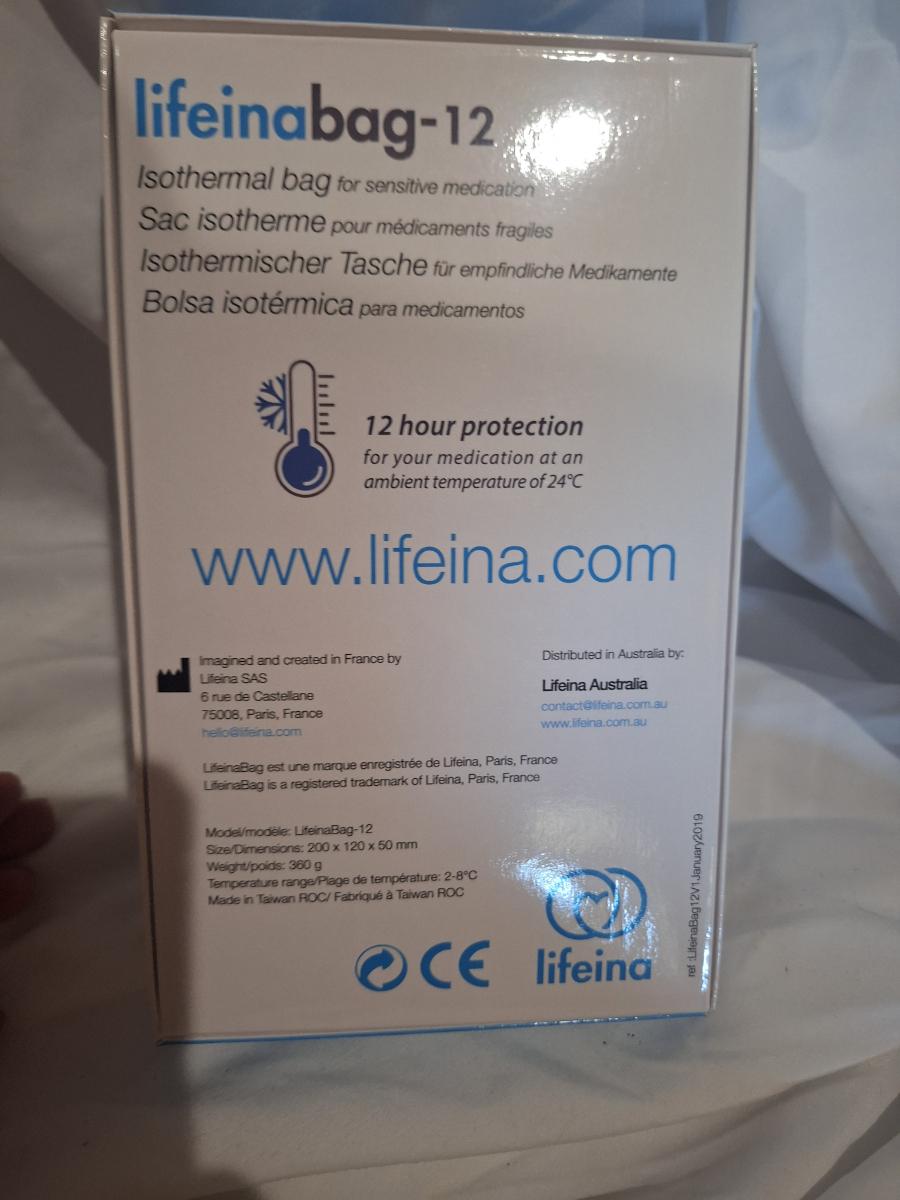 lifeinabag-12
Isothermal bag for sensitive medication
Sac isotherme pour médicaments fragiles
Isothermischer Tasche für empfindliche Medikamente
Bolsa isotérmica para medicamentos
12 hour protection
for your medication at an
ambient temperature of 24°C
www.lifeina.com
Imagined and created in France by
Lifeina SAS
6 rue de Castellane
75008, Paris, France
hello@lifeina.com
Distributed in Australia by:
Lifeina Australia
contact@lifeina.com.au
www.lifeina.com.au
LifeinaBag est une marque enregistrée de Lifeina, Paris, France
LifeinaBag is a registered trademark of Lifeina, Paris, France
Model/modèle: LifeinaBag-12
Size/Dimensions: 200 x 120 x 50 mm
Weight/poids: 360 g
Temperature range/Plage de température: 2-8°C
Made in Taiwan ROC/ Fabriqué à Taiwan ROC
CE
lifeina
ref :LifeinaBag12V1January2019